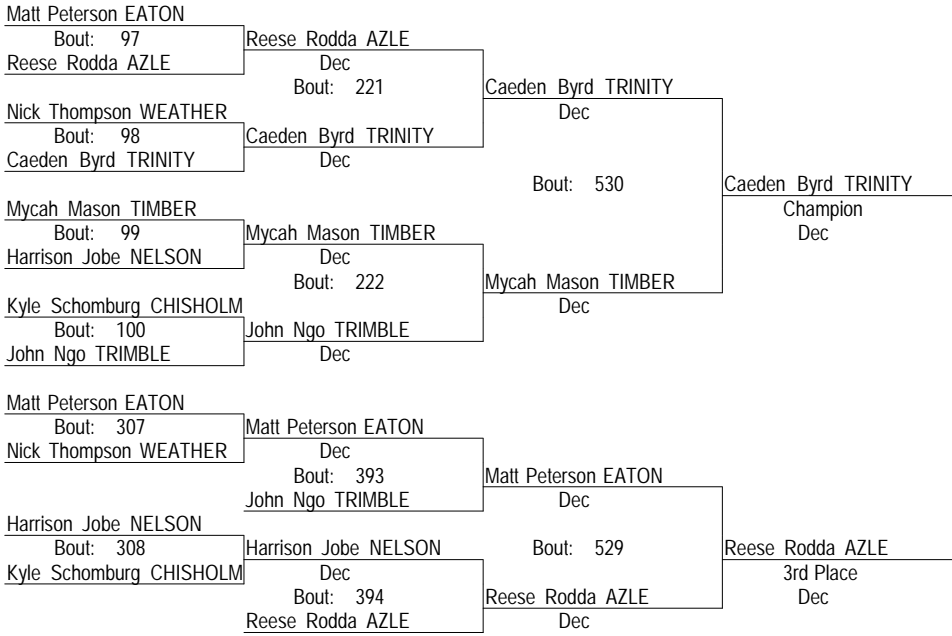 Matt Peterson EATON
Bout: 97
Reese Rodda AZLE
Reese Rodda AZLE
Dec
Bout: 221
Caeden Byrd TRINITY
Dec
Nick Thompson WEATHER
Bout: 98
Caeden Byrd TRINITY
Caeden Byrd TRINITY
Dec
Bout: 530
Caeden Byrd TRINITY
Champion
Dec
Mycah Mason TIMBER
Bout: 99
Harrison Jobe NELSON
Mycah Mason TIMBER
Dec
Bout: 222
Mycah Mason TIMBER
Dec
Kyle Schomburg CHISHOLM
Bout: 100
John Ngo TRIMBLE
John Ngo TRIMBLE
Dec
Matt Peterson EATON
Bout: 307
Nick Thompson WEATHER
Matt Peterson EATON
Dec
Bout: 393
John Ngo TRIMBLE
Matt Peterson EATON
Dec
Harrison Jobe NELSON
Bout: 308
Kyle Schomburg CHISHOLM
Harrison Jobe NELSON
Dec
Bout: 394
Reese Rodda AZLE
Bout: 529
Reese Rodda AZLE
Dec
Reese Rodda AZLE
3rd Place
Dec